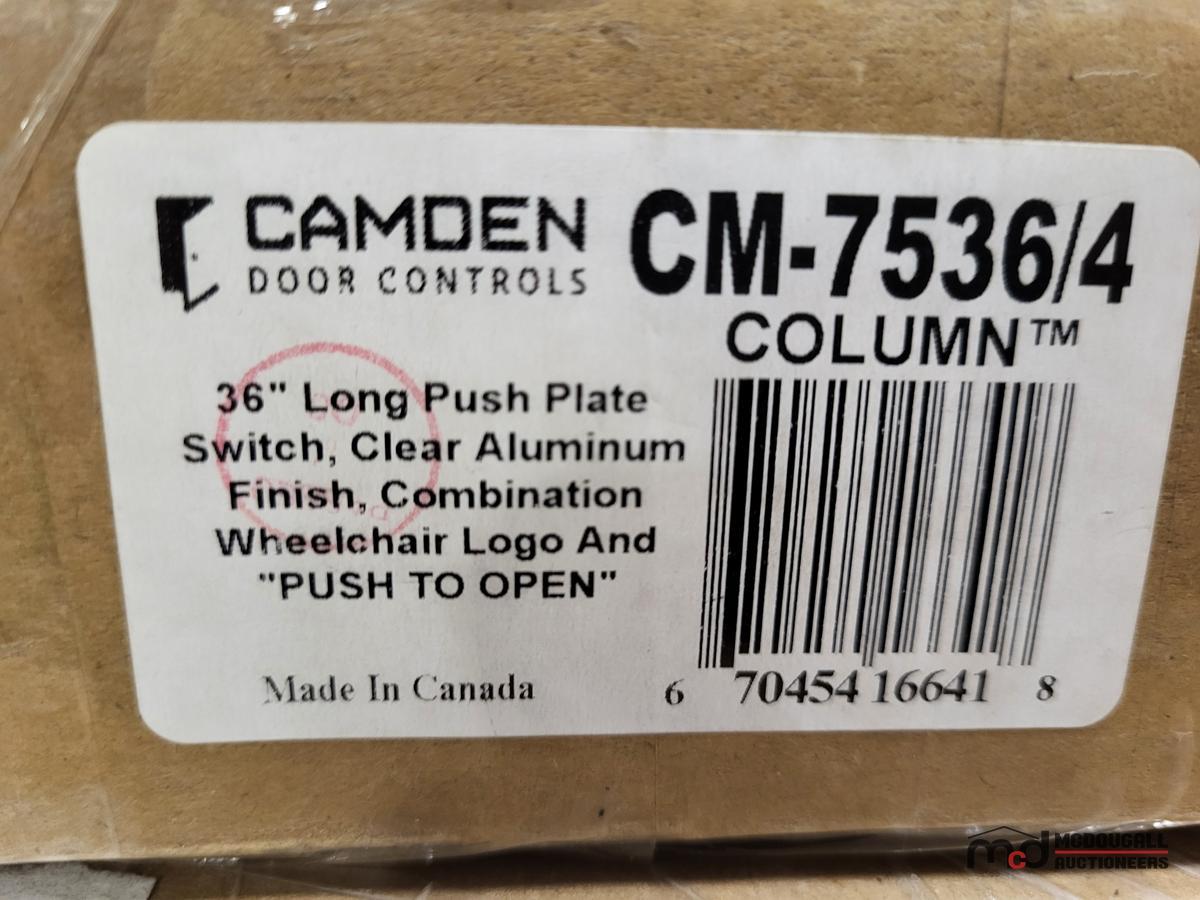 CAMDEN
DOOR CONTROLS
CM-7536/4
COLUMN™
36" Long Push Plate
Switch, Clear Aluminum
Finish, Combination
Wheelchair Logo And
"PUSH TO OPEN"
Made In Canada
6 70454 16641 8
mcd MCDOUGALL
AUCTIONEERS